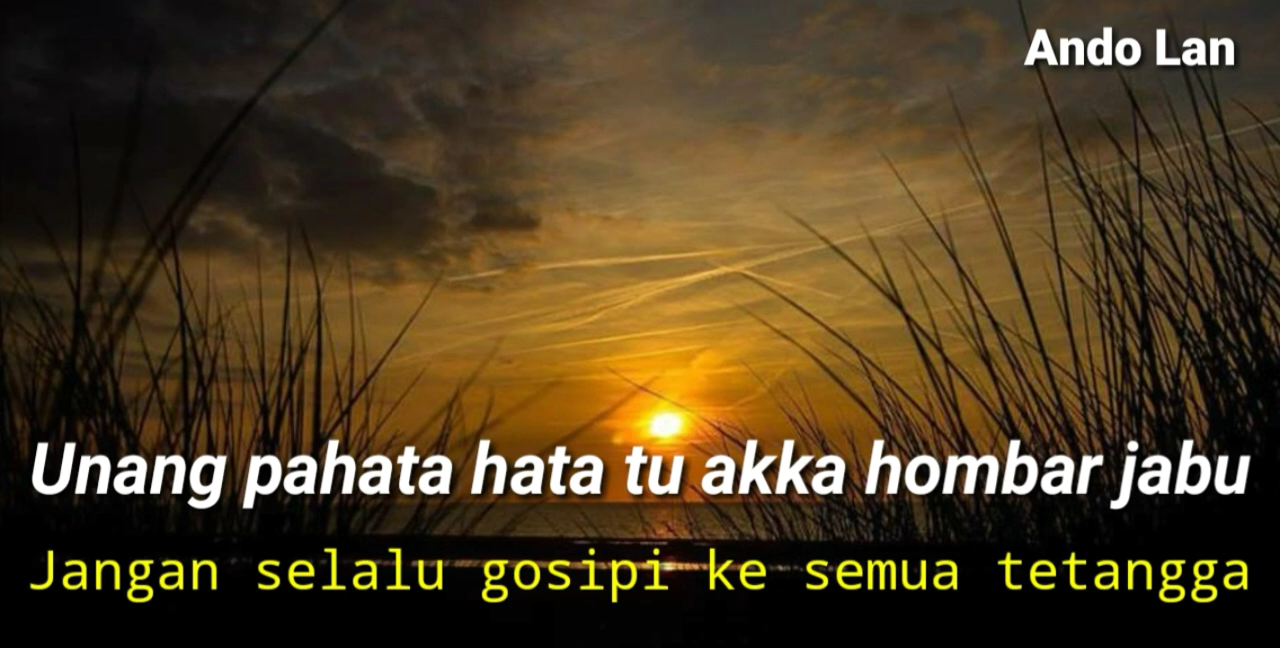 Ando Lan
Unang pahata hata tu akka hombar jabu
Jangan selalu gosipi ke semua tetangga